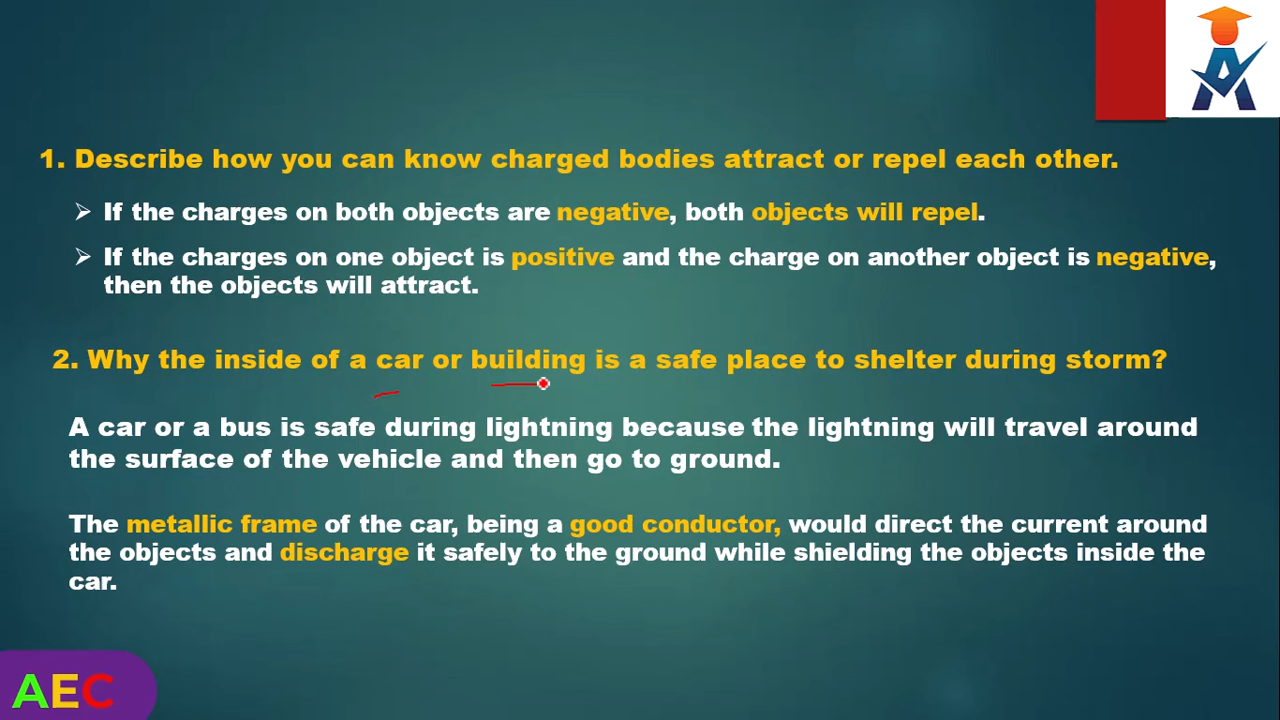 1. Describe how you can know charged bodies attract or repel each other.
If the charges on both objects are negative, both objects will repel.
If the charges on one object is positive and the charge on another object is negative,
then the objects will attract.
2. Why the inside of a car or building is a safe place to shelter during storm?
A car or a bus is safe during lightning because the lightning will travel around
the surface of the vehicle and then go to ground.
The metallic frame of the car, being a good conductor, would direct the current around
the objects and discharge it safely to the ground while shielding the objects inside the
car.
AEC